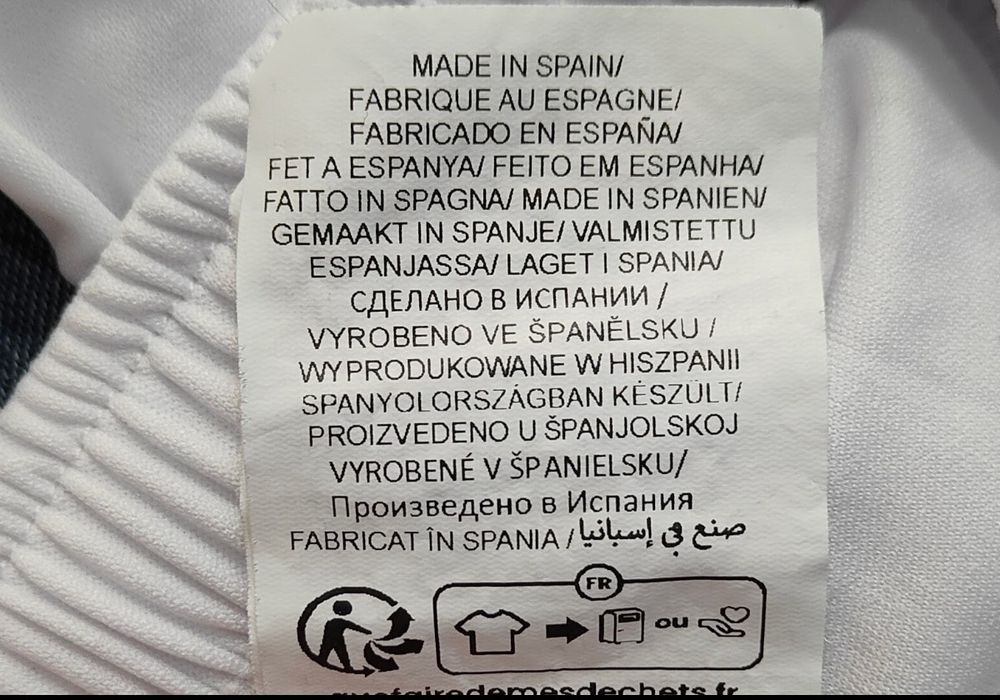 MADE IN SPAIN/
FABRIQUE AU ESPAGNE/
FABRICADO EN ESPAÑA/
FET A ESPANYA/ FEITO EM ESPANHA/
FATTO IN SPAGNA/ MADE IN SPANIEN/
GEMAAKT IN SPANJE/ VALMISTETTU
ESPANJASSA/ LAGET I SPANIA/
СДЕЛАНО В ИСПАНИИ /
VYROBENO VE ŠPANĚLSKU /
WYPRODUKOWANE W HISZPANII
SPANYOLORSZÁGBAN KÉSZÜLT/
PROIZVEDENO U ŠPANJOLSKOJ
VYROBENÉ V ŠPANIELSKU/
Произведено в Испания
FABRICAT ÎN SPANIA / صنع في إسبانيا
FR
ou
quefairedemesdechets.fr